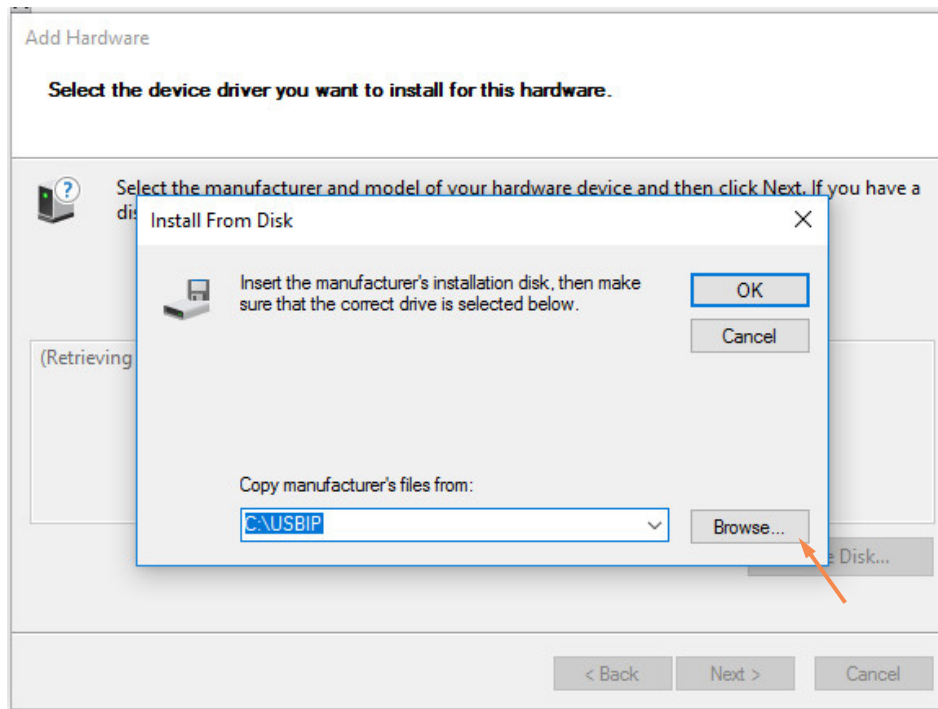 Add Hardware
Select the device driver you want to install for this hardware.
Select the manufacturer and model of your hardware device and then click Next. If you have a
Install From Disk
Insert the manufacturer's installation disk, then make
sure that the correct drive is selected below.
OK
Cancel
(Retrieving
Copy manufacturer's files from:
C:\USBIP
Browse...
Disk...
< Back
Next >
Cancel